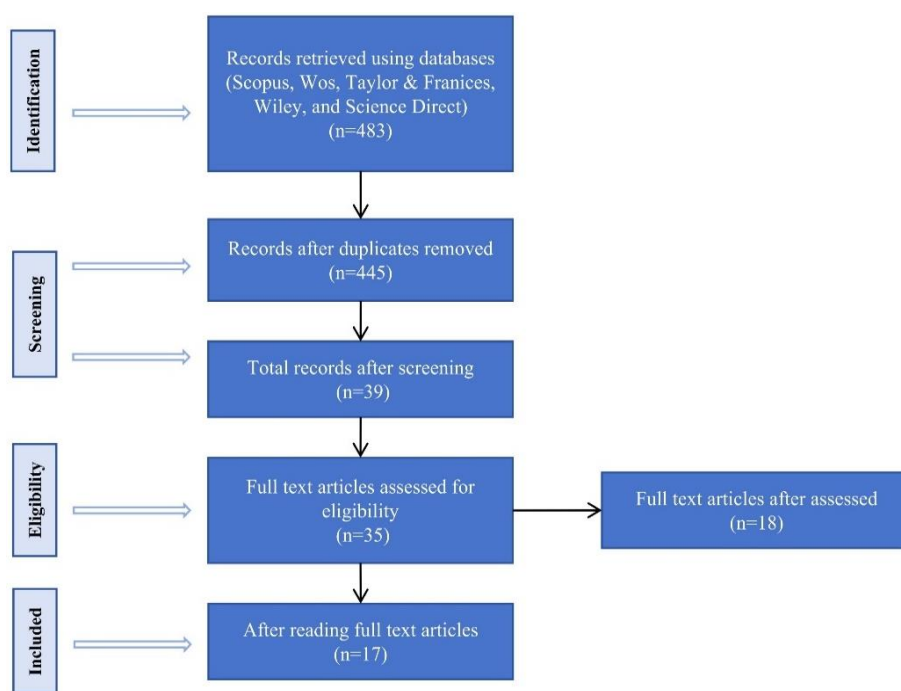 Identification
Records retrieved using databases
(Scopus, Wos, Taylor & Franices,
Wiley, and Science Direct)
(n=483)
Screening
Records after duplicates removed
(n=445)
Total records after screening
(n=39)
Eligibility
Full text articles assessed for
eligibility
(n=35)
Full text articles after assessed
(n=18)
Included
After reading full text articles
(n=17)